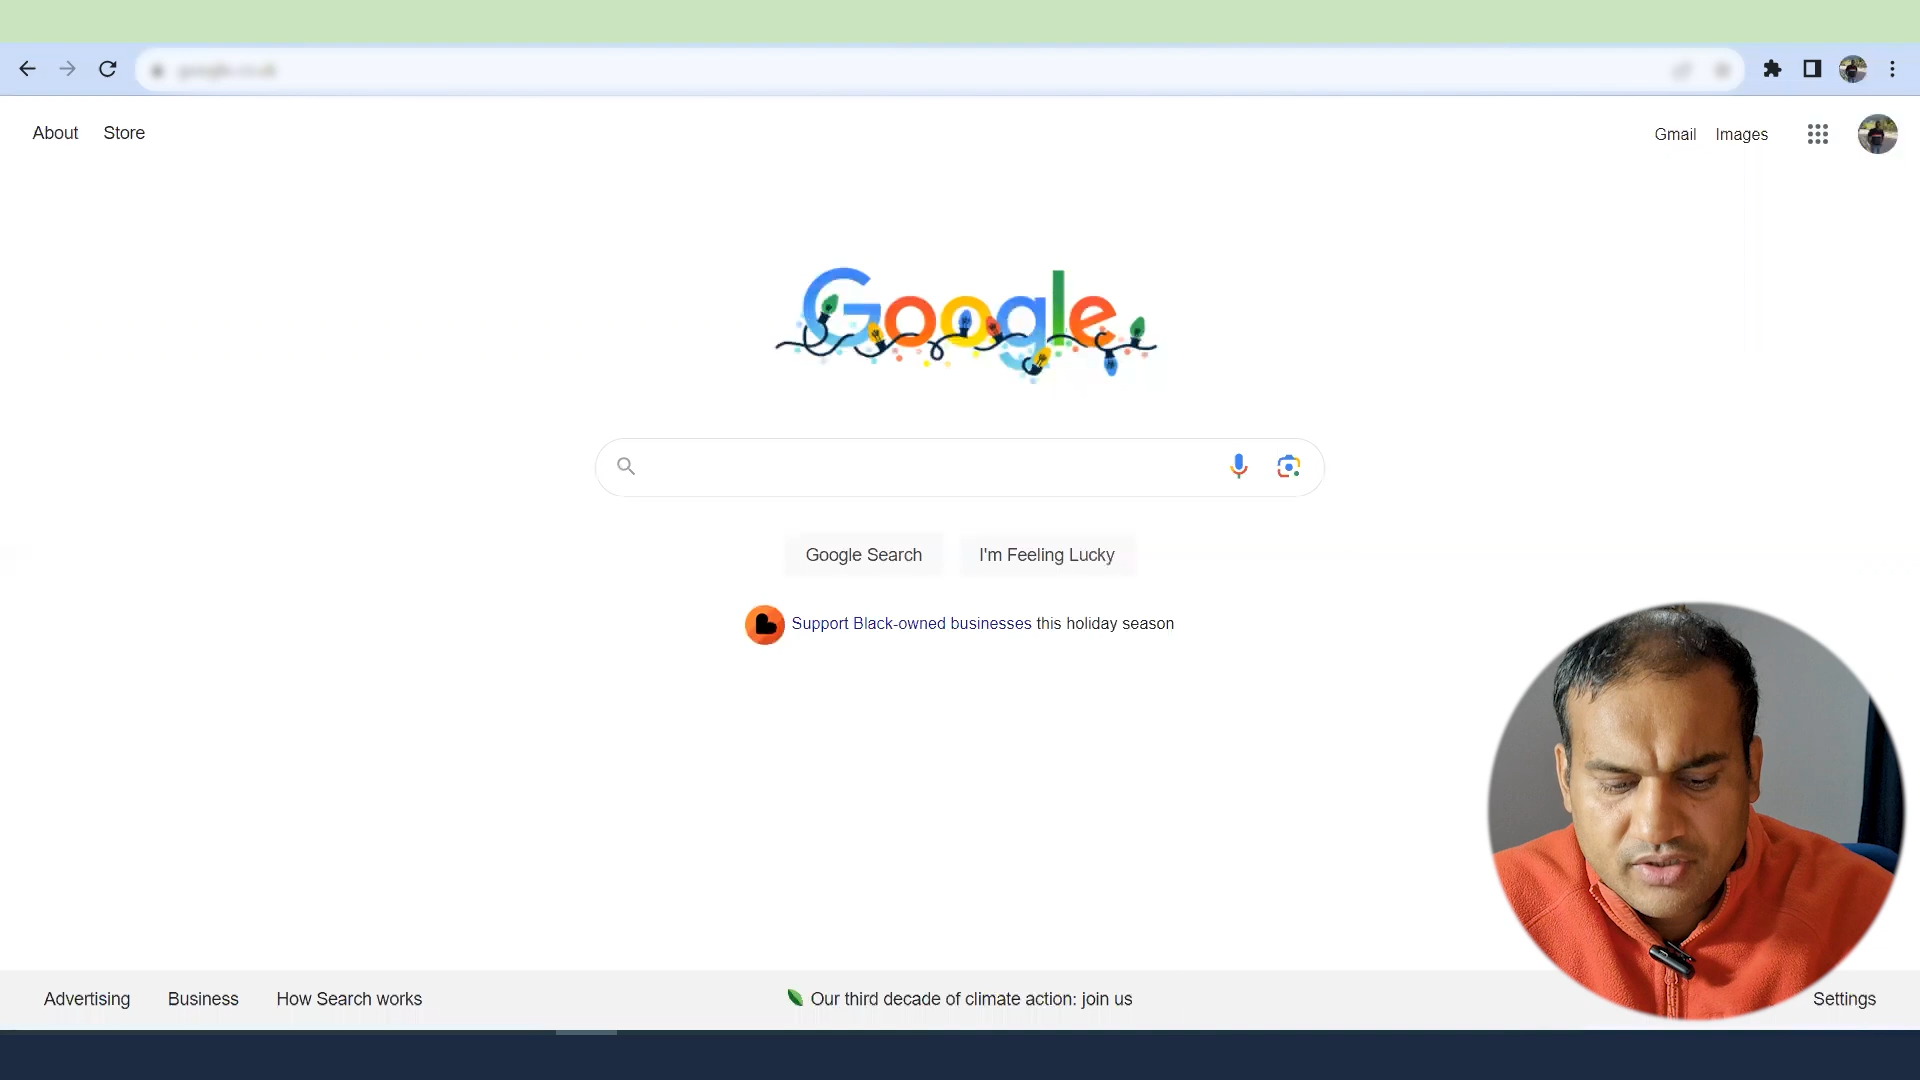 About Store
Gmail Images
Google
Google Search I'm Feeling Lucky
Support Black-owned businesses this holiday season
Advertising Business How Search works
Our third decade of climate action: join us
Settings